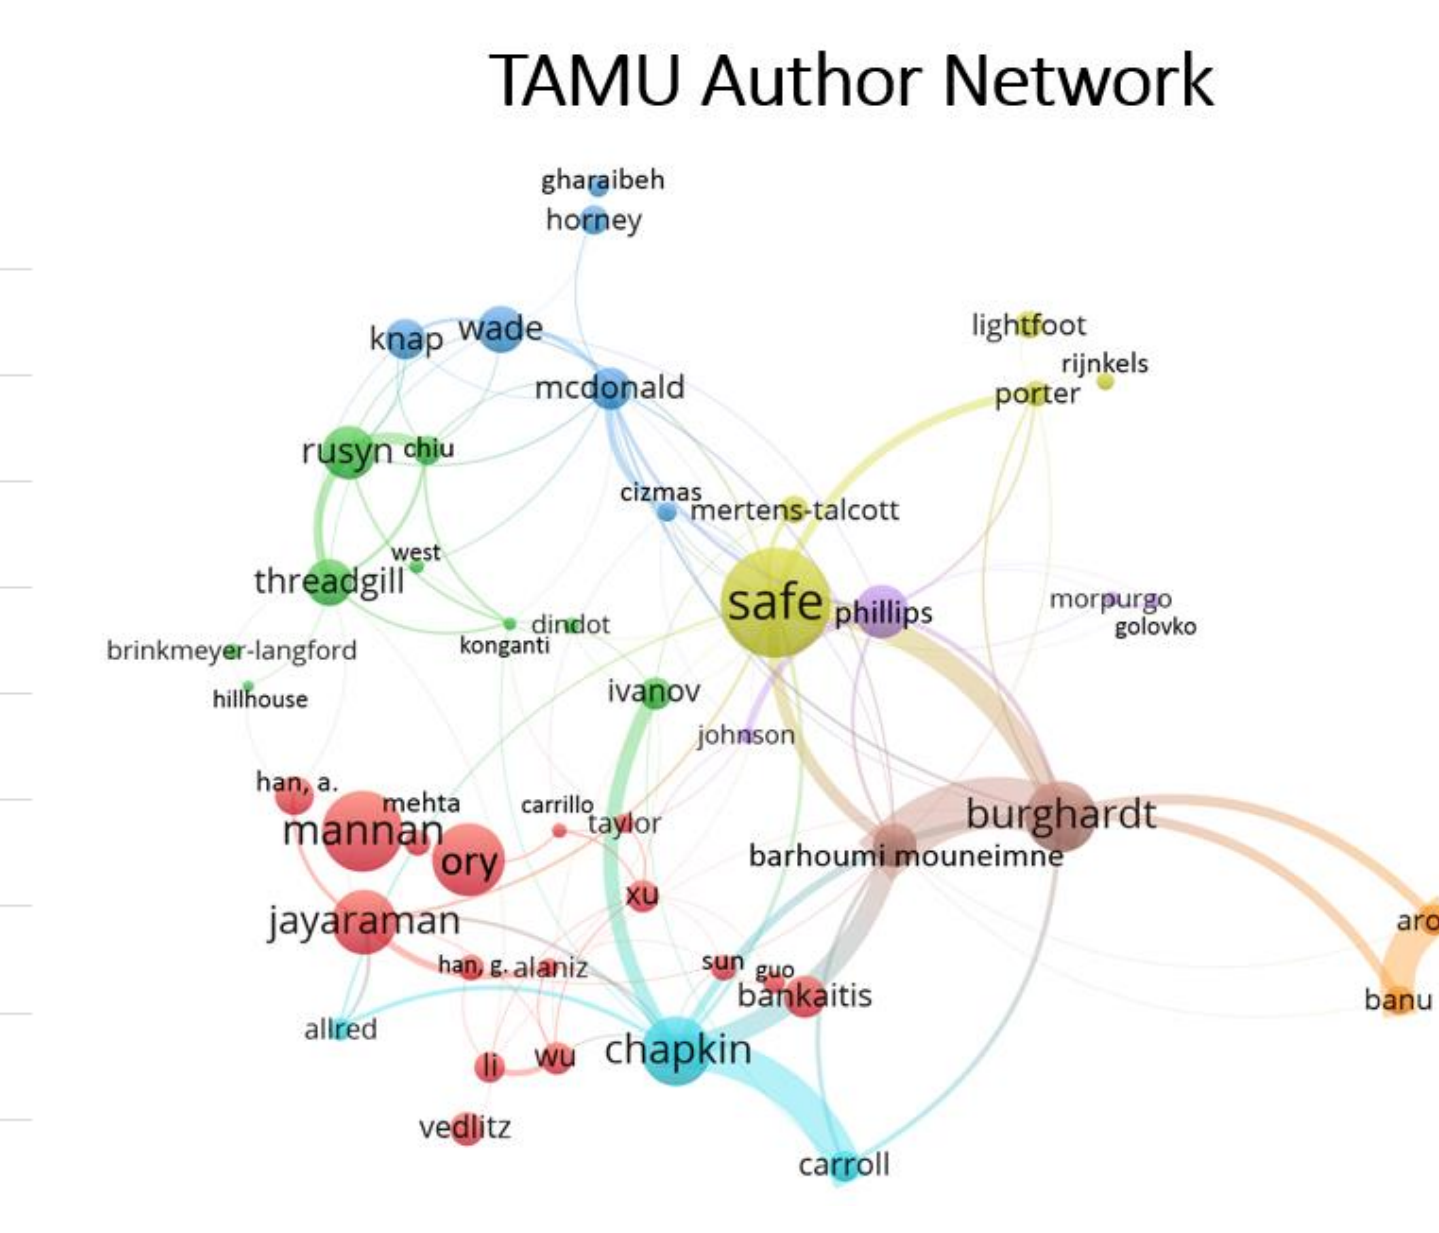 TAMU Author Network
gharaibeh
horney
knap
wade
lightfoot
rijnkels
mcdonald
porter
rusyn
chiu
cizmas
mertens-talcott
west
threadgill
safe
phillips
morpurgo
golovko
dindot
konganti
brinkmeyer-langford
hillhouse
ivanov
johnson
han, a.
mehta
carrillo
taylor
mannan
burghardt
ory
barhoumi mouneimne
xu
jayaraman
aro
sun
guo
han, g.
alaniz
bankaitis
banu
allred
chapkin
li
wu
vedlitz
carroll